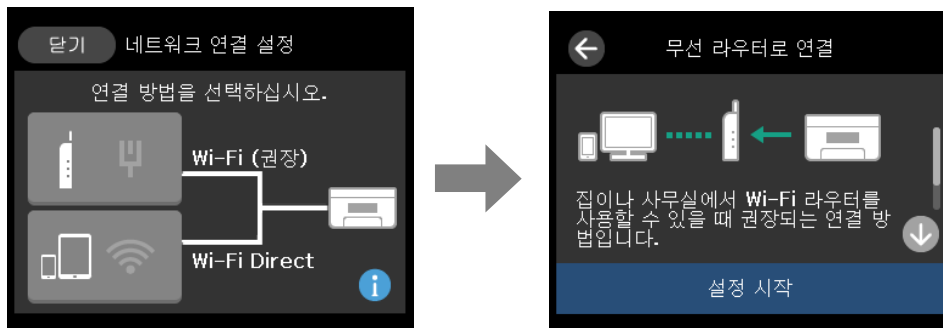 닫기 네트워크 연결 설정
연결 방법을 선택하십시오.
Wi-Fi (권장)
Wi-Fi Direct
무선 라우터로 연결
집이나 사무실에서 Wi-Fi 라우터를
사용할 수 있을 때 권장되는 연결 방
법입니다.
설정 시작